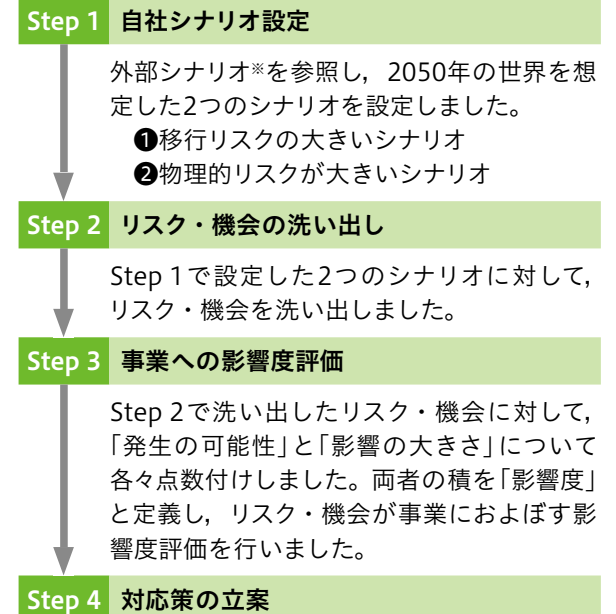 Step 1 自社シナリオ設定
外部シナリオ※を参照し，2050年の世界を想
定した2つのシナリオを設定しました。
❶移行リスクの大きいシナリオ
❷物理的リスクが大きいシナリオ
Step 2 リスク・機会の洗い出し
Step 1で設定した2つのシナリオに対して，
リスク・機会を洗い出しました。
Step 3 事業への影響度評価
Step 2で洗い出したリスク・機会に対して，
「発生の可能性」と「影響の大きさ」について
各々点数付けしました。両者の積を「影響度」
と定義し，リスク・機会が事業におよぼす影
響度評価を行いました。
Step 4 対応策の立案